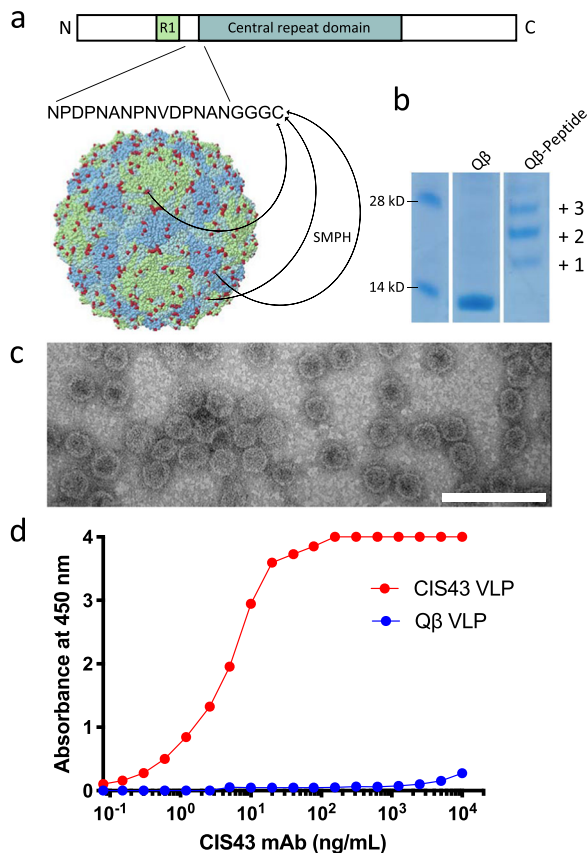 a
N
R1
Central repeat domain
C
NPDPNANPNVDPNANGGGC
SMPH
b
Qβ
Qβ-Peptide
28 kD
14 kD
+ 3
+ 2
+ 1
c
d
Absorbance at 450 nm
4
3
2
1
0
CIS43 VLP
Qβ VLP
10⁻¹
10⁰
10¹
10²
10³
10⁴
CIS43 mAb (ng/mL)